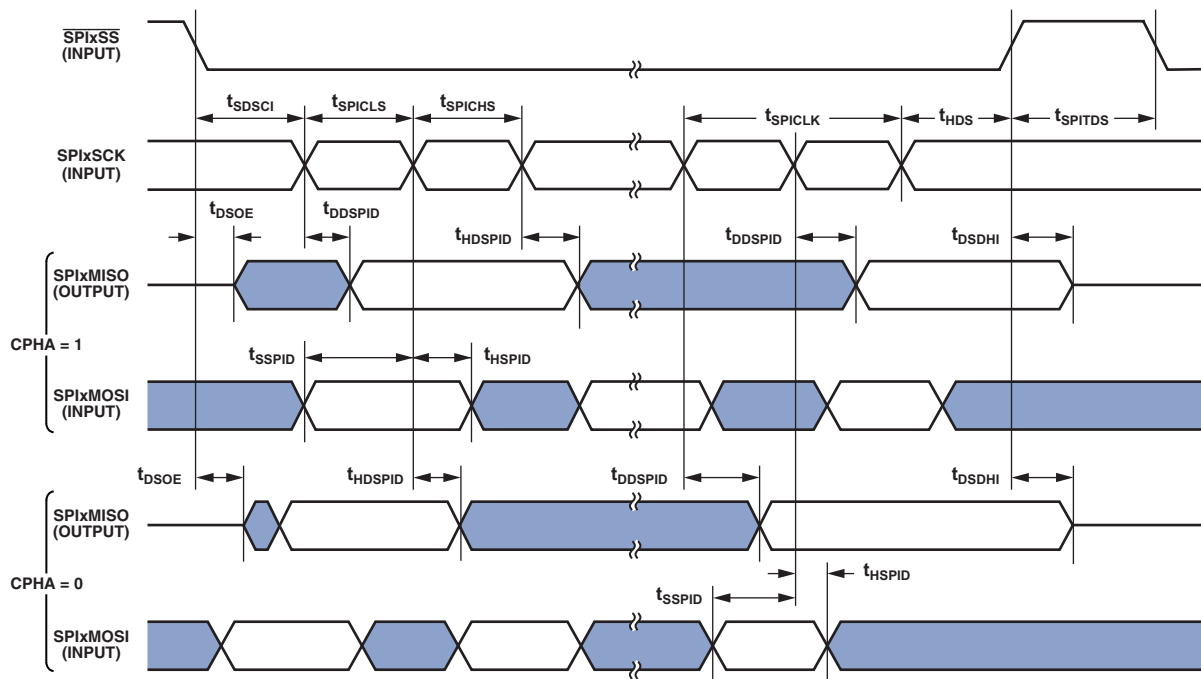 SPIxSS
(INPUT)
tSDSCI tSPICLS tSPICHS tSPICLK tHDS tSPITDS
SPIxSCK
(INPUT)
tDSOE tDDSPID tHDSPID tDDSPID tDSDHI
SPIxMISO
(OUTPUT)
CPHA = 1
tSSPID tHSPID
SPIxMOSI
(INPUT)
tDSOE tHDSPID tDDSPID tDSDHI
SPIxMISO
(OUTPUT)
CPHA = 0
tHSPID
tSSPID
SPIxMOSI
(INPUT)